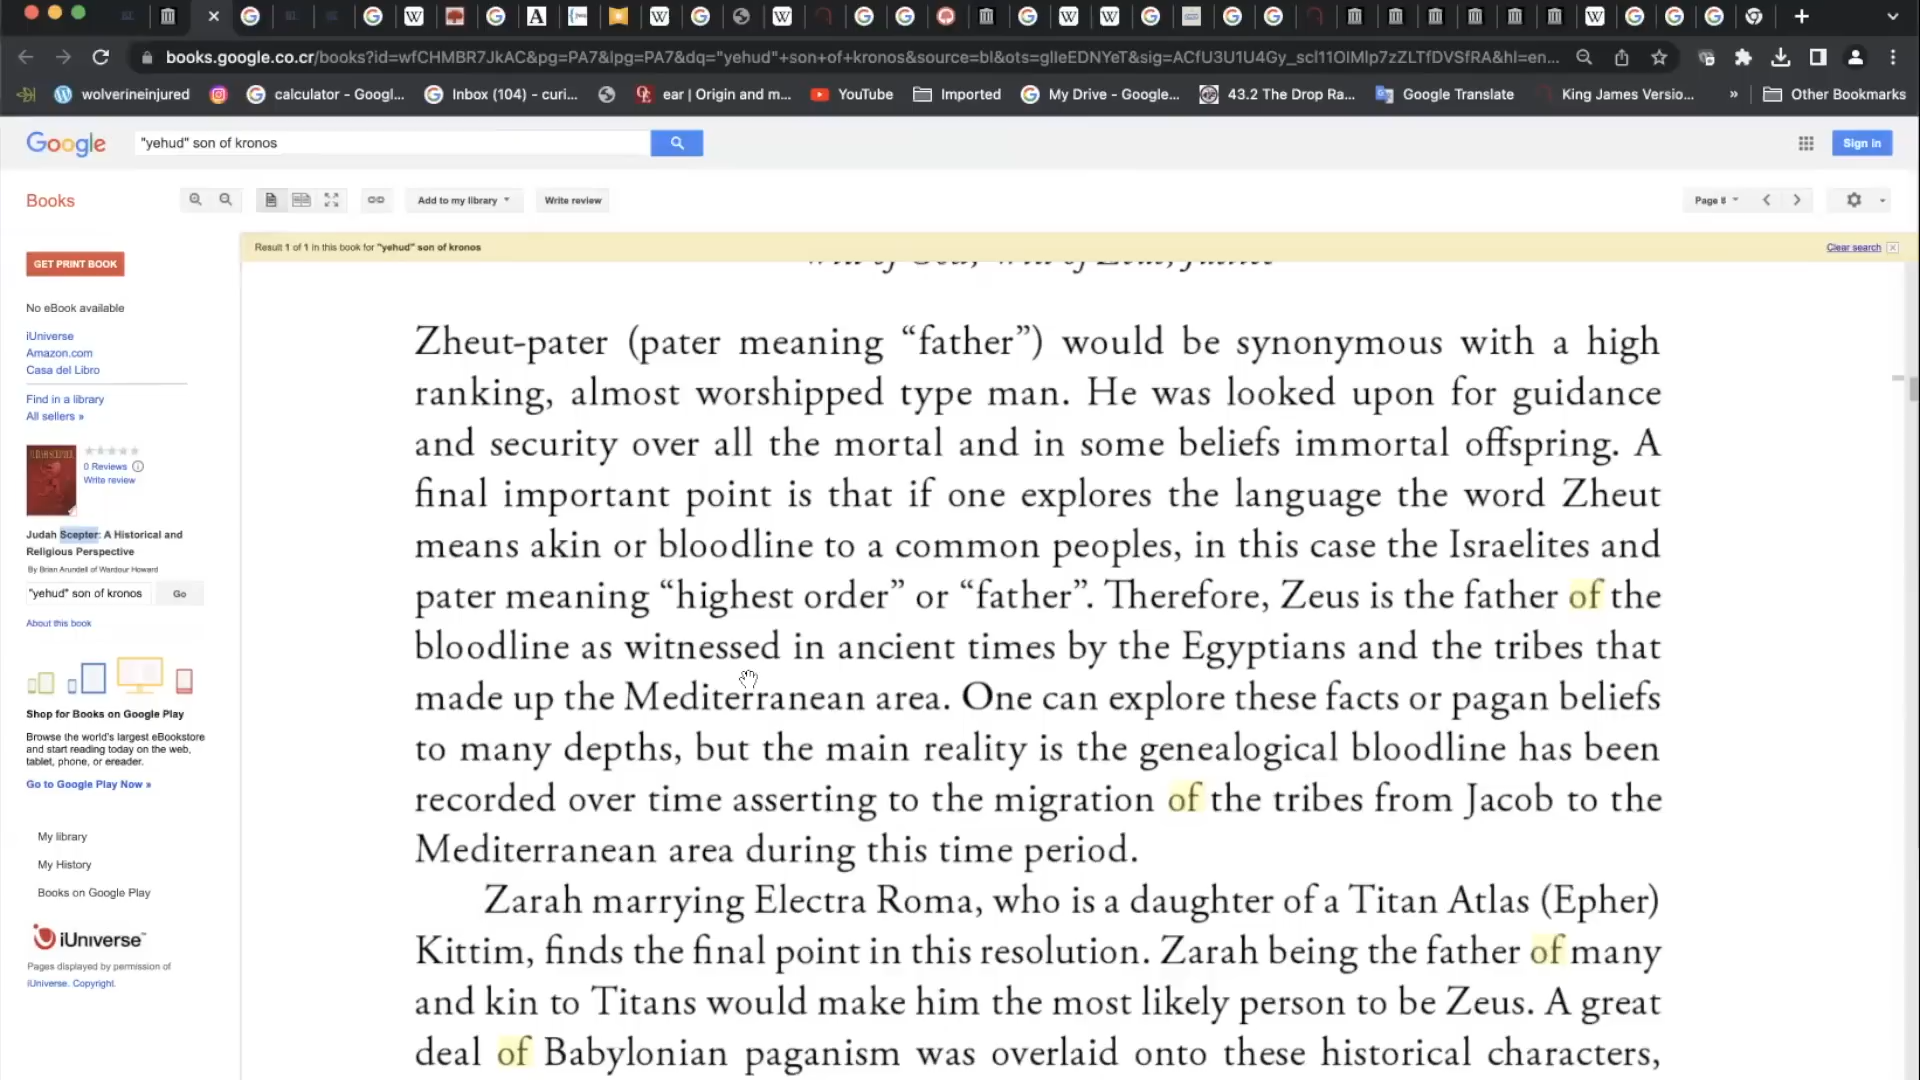 books.google.co.cr/books?id=wfCHMBR7JkAC&pg=PA7&lpg=PA7&dq="yehud"+son+of+kronos&source=bl&ots=glleEDNYeT&sig=ACfU3U1U4Gy_scl11OlMlp7zZLTfDVSfRA&hl=en...
wolverineinjured calculator - Googl... Inbox (104) - curi... ear | Origin and m... YouTube Imported My Drive - Google... 43.2 The Drop Ra... Google Translate King James Versio... » Other Bookmarks
Google "yehud" son of kronos Sign in
Books Add to my library Write review Page 8
Result 1 of 1 in this book for "yehud" son of kronos Clear search
GET PRINT BOOK
No eBook available
iUniverse
Amazon.com
Casa del Libro
Find in a library
All sellers »
0 Reviews
Write review
Judah Scepter: A Historical and
Religious Perspective
By Brian Arundell of Wardour Howard
"yehud" son of kronos Go
About this book
Shop for Books on Google Play
Browse the world's largest eBookstore
and start reading today on the web,
tablet, phone, or ereader.
Go to Google Play Now »
My library
My History
Books on Google Play
iUniverse™
Pages displayed by permission of
iUniverse. Copyright.
Zheut-pater (pater meaning “father”) would be synonymous with a high
ranking, almost worshipped type man. He was looked upon for guidance
and security over all the mortal and in some beliefs immortal offspring. A
final important point is that if one explores the language the word Zheut
means akin or bloodline to a common peoples, in this case the Israelites and
pater meaning “highest order” or “father”. Therefore, Zeus is the father of the
bloodline as witnessed in ancient times by the Egyptians and the tribes that
made up the Mediterranean area. One can explore these facts or pagan beliefs
to many depths, but the main reality is the genealogical bloodline has been
recorded over time asserting to the migration of the tribes from Jacob to the
Mediterranean area during this time period.
Zarah marrying Electra Roma, who is a daughter of a Titan Atlas (Epher)
Kittim, finds the final point in this resolution. Zarah being the father of many
and kin to Titans would make him the most likely person to be Zeus. A great
deal of Babylonian paganism was overlaid onto these historical characters,